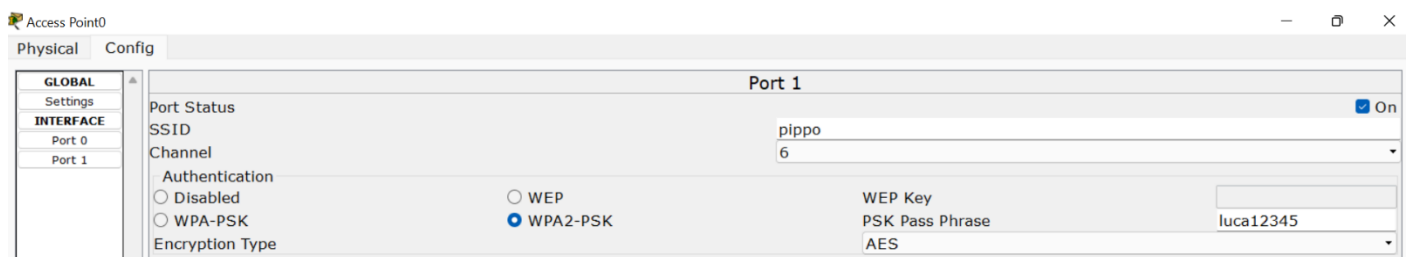 Access Point0
Physical Config
GLOBAL
Settings
INTERFACE
Port 0
Port 1
Port 1
Port Status On
SSID pippo
Channel 6
Authentication
Disabled WEP WEP Key
WPA-PSK WPA2-PSK PSK Pass Phrase luca12345
Encryption Type AES